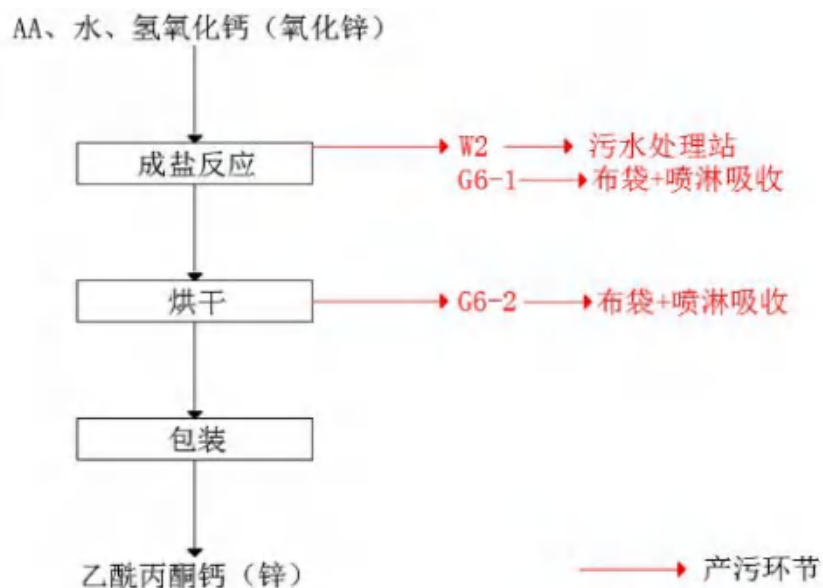 AA、水、氢氧化钙（氧化锌）
成盐反应
W2 污水处理站
G6-1 布袋+喷淋吸收
烘干
G6-2 布袋+喷淋吸收
包装
乙酰丙酮钙（锌）
产污环节